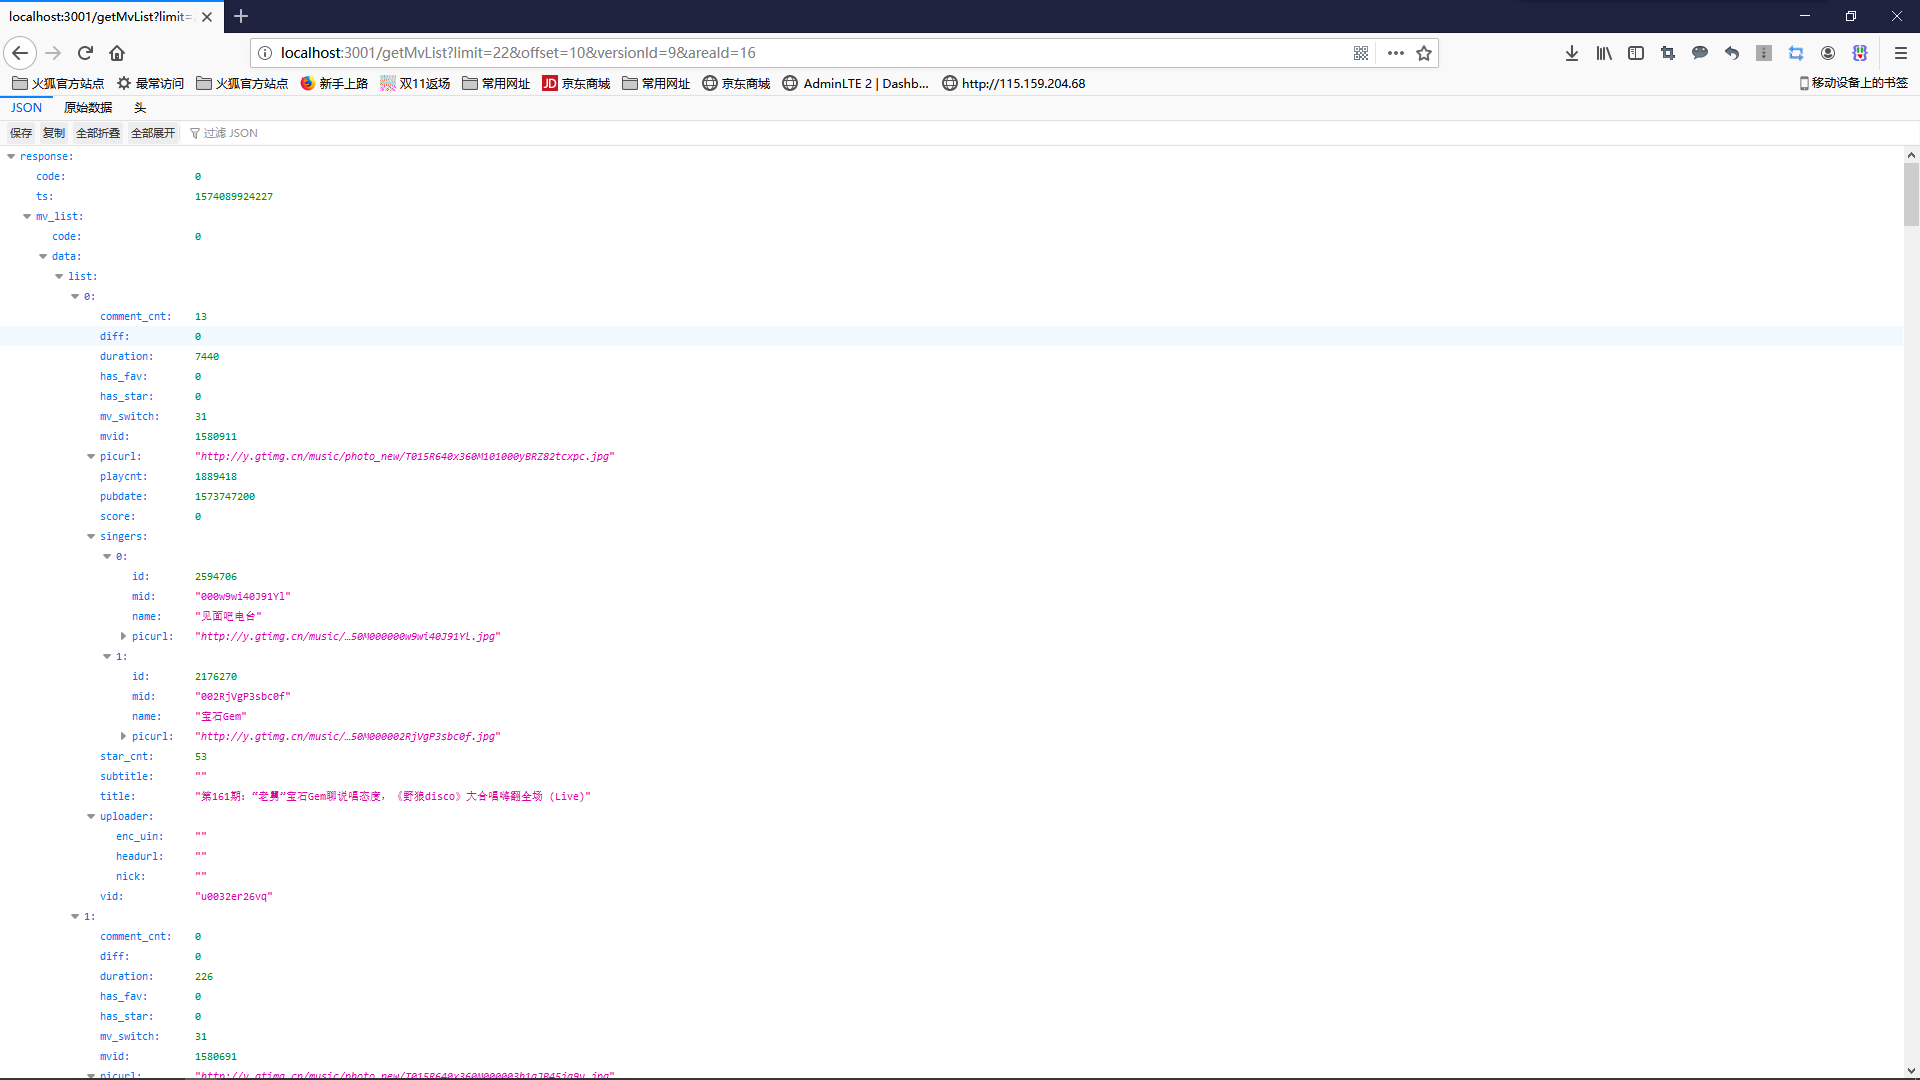 localhost:3001/getMvList?limit=
localhost:3001/getMvList?limit=22&offset=10&versionId=9&areaId=16
火狐官方站点 最常访问 火狐官方站点 新手上路 双11返场 常用网址 JD 京东商城 常用网址 京东商城 AdminLTE 2 | Dashb... http://115.159.204.68 移动设备上的书签
JSON 原始数据 头
保存 复制 全部折叠 全部展开 过滤 JSON
response:
code: 0
ts: 1574089924227
mv_list:
code: 0
data:
list:
0:
comment_cnt: 13
diff: 0
duration: 7440
has_fav: 0
has_star: 0
mv_switch: 31
mvid: 1580911
picurl: "http://y.gtimg.cn/music/photo_new/T015R640x360M101000yBRZ82tcxpc.jpg"
playcnt: 1889418
pubdate: 1573747200
score: 0
singers:
0:
id: 2594706
mid: "000w9wi40J91Yl"
name: "见面吧电台"
picurl: "http://y.gtimg.cn/music/…50M000000w9wi40J91Yl.jpg"
1:
id: 2176270
mid: "002RjVgP3sbc0f"
name: "宝石Gem"
picurl: "http://y.gtimg.cn/music/…50M000002RjVgP3sbc0f.jpg"
star_cnt: 53
subtitle: ""
title: "第161期：“老舅”宝石Gem聊说唱态度，《野狼disco》大合唱嗨翻全场 (Live)"
uploader:
enc_uin: ""
headurl: ""
nick: ""
vid: "u0032er26vq"
1:
comment_cnt: 0
diff: 0
duration: 226
has_fav: 0
has_star: 0
mv_switch: 31
mvid: 1580691
picurl: